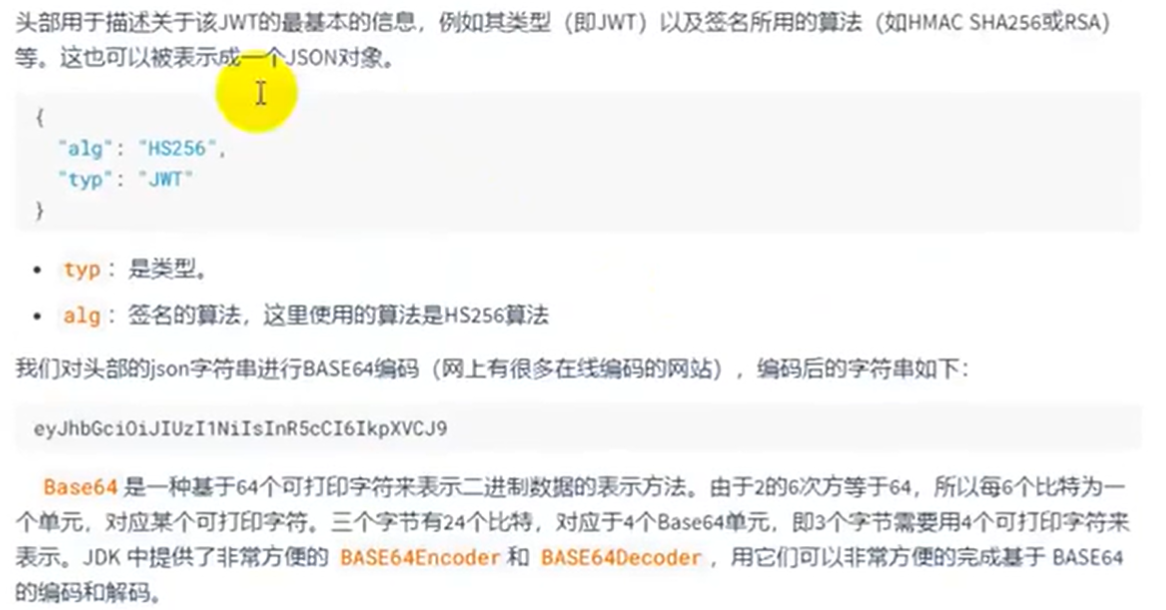 头部用于描述关于该JWT的最基本的信息，例如其类型（即JWT）以及签名所用的算法（如HMAC SHA256或RSA）
等。这也可以被表示成一个JSON对象。
{
"alg": "HS256",
"typ": "JWT"
}
• typ： 是类型。
• alg： 签名的算法，这里使用的算法是HS256算法
我们对头部的json字符串进行BASE64编码（网上有很多在线编码的网站），编码后的字符串如下：
eyJhbGciOiJIUzI1NiIsInR5cCI6IkpXVCJ9
Base64 是一种基于64个可打印字符来表示二进制数据的表示方法。由于2的6次方等于64，所以每6个比特为一
个单元，对应某个可打印字符。三个字节有24个比特，对应于4个Base64单元，即3个字节需要用4个可打印字符来
表示。JDK 中提供了非常方便的 BASE64Encoder 和 BASE64Decoder ，用它们可以非常方便的完成基于 BASE64
的编码和解码。